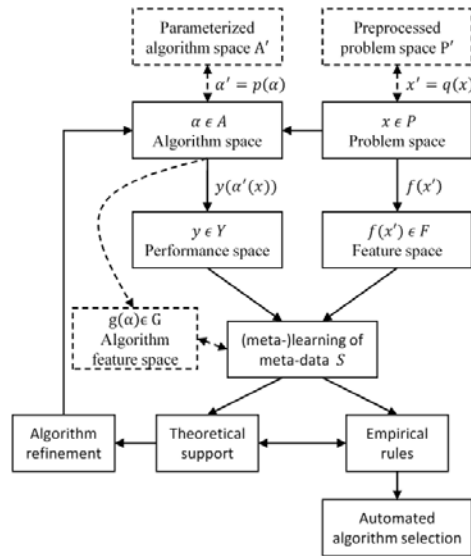 Parameterized
algorithm space A′
Preprocessed
problem space P′
α′ = p(α)
x′ = q(x)
α ϵ A
Algorithm space
x ϵ P
Problem space
y(α′(x))
f(x′)
y ϵ Y
Performance space
f(x′) ϵ F
Feature space
g(α)ϵ G
Algorithm
feature space
(meta-)learning of
meta-data S
Algorithm
refinement
Theoretical
support
Empirical
rules
Automated
algorithm selection